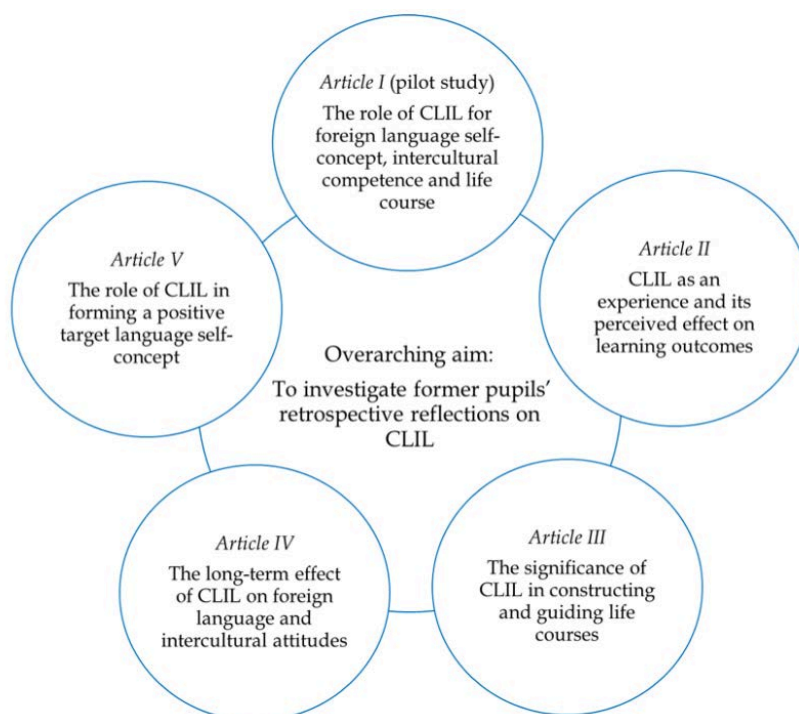 Article I (pilot study)
The role of CLIL for
foreign language self-
concept, intercultural
competence and life
course
Article II
CLIL as an
experience and its
perceived effect on
learning outcomes
Article III
The significance of
CLIL in constructing
and guiding life
courses
Article IV
The long-term effect
of CLIL on foreign
language and
intercultural attitudes
Article V
The role of CLIL in
forming a positive
target language self-
concept
Overarching aim:
To investigate former pupils’
retrospective reflections on
CLIL